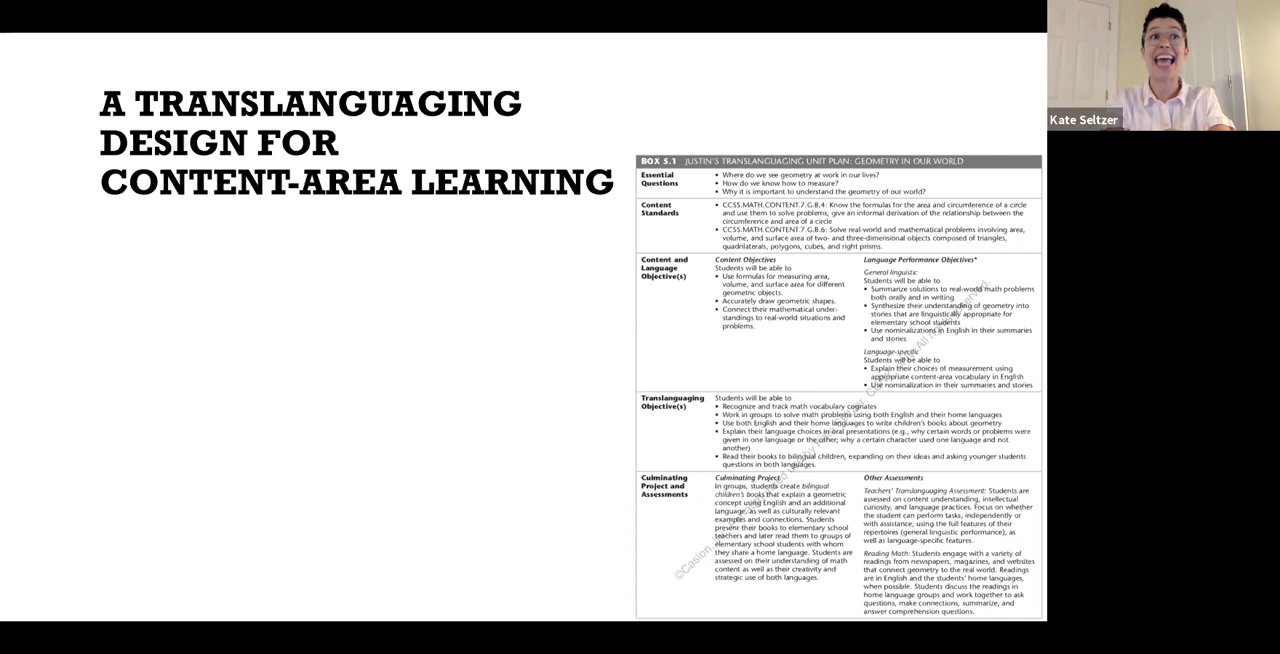 A TRANSLANGUAGING
DESIGN FOR
CONTENT-AREA LEARNING
Kate Seltzer
BOX 5.1 JUSTIN'S TRANSLANGUAGING UNIT PLAN: GEOMETRY IN OUR WORLD
Essential
Questions
• Where do we see geometry at work in our lives?
• How do we know how to measure?
• Why it is important to understand the geometry of our world?
Content
Standards
• CCSS.MATH.CONTENT.7.G.B.4: Know the formulas for the area and circumference of a circle
and use them to solve problems; give an informal derivation of the relationship between the
circumference and area of a circle
• CCSS.MATH.CONTENT.7.G.B.6: Solve real-world and mathematical problems involving area,
volume, and surface area of two- and three-dimensional objects composed of triangles,
quadrilaterals, polygons, cubes, and right prisms.
Content and
Language
Objective(s)
Content Objectives
Students will be able to
• Use formulas for measuring area,
volume, and surface area for different
geometric objects.
• Accurately draw geometric shapes.
• Connect their mathematical under-
standings to real-world situations and
problems.
Language Performance Objectives*
General linguistic
Students will be able to
• Summarize solutions to real-world math problems
both orally and in writing
• Synthesize their understanding of geometry into
stories that are linguistically appropriate for
elementary school students
• Use nominalizations in English in their summaries
and stories
Language-specific
Students will be able to
• Explain their choices of measurement using
appropriate content-area vocabulary in English
• Use nominalization in their summaries and stories
Translanguaging
Objective(s)
Students will be able to
• Recognize and track math vocabulary cognates
• Work in groups to solve math problems using both English and their home languages
• Use both English and their home languages to write children's books about geometry
• Explain their language choices in oral presentations (e.g., why certain words or problems were
given in one language or the other; why a certain character used one language and not
another)
• Read their books to bilingual children, expanding on their ideas and asking younger students
questions in both languages.
Culminating
Project and
Assessments
Culminating Project
In groups, students create bilingual
children's books that explain a geometric
concept using English and an additional
language, as well as culturally relevant
examples and connections. Students
present their books to elementary school
teachers and later read them to groups of
elementary school students with whom
they share a home language. Students are
assessed on their understanding of math
content as well as their creativity and
strategic use of both languages.
Other Assessments
Teachers' Translanguaging Assessment: Students are
assessed on content understanding, intellectual
curiosity, and language practices. Focus on whether
the student can perform tasks, independently or
with assistance, using the full features of their
repertoires (general linguistic performance), as
well as language-specific features.
Reading Math: Students engage with a variety of
readings from newspapers, magazines, and websites
that connect geometry to the real world. Readings
are in English and the students' home languages,
when possible. Students discuss the readings in
home language groups and work together to ask
questions, make connections, summarize, and
answer comprehension questions.
©Caslon
All rights reserved.